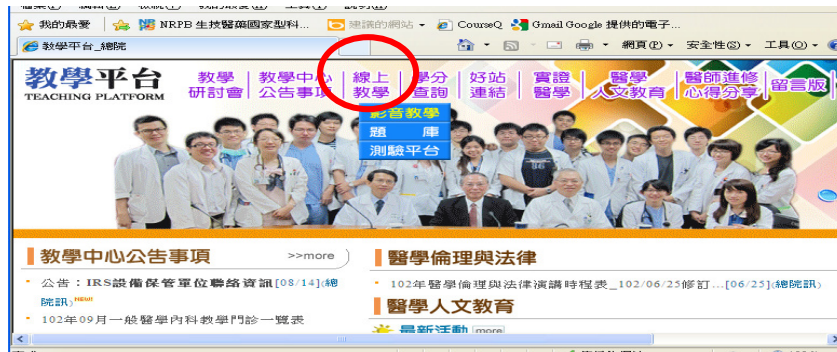 我的最愛 NRPB 生技醫藥國家型科... 建議的網站 CourseQ Gmail Google 提供的電子...
教學平台_總院 網頁(P) 安全性(S) 工具(O)
教學平台
TEACHING PLATFORM
教學研討會
教學中心公告事項
線上教學
學分查詢
好站連結
實證醫學
醫學人文教育
醫師進修心得分享
留言版
影音教學
題 庫
測驗平台
教學中心公告事項 >>more
公告：IRS設備保管單位聯絡資訊[08/14](總
院訊) NEW!
102年09月一般醫學內科教學門診一覽表
醫學倫理與法律
102年醫學倫理與法律演講時程表_102/06/25修訂...[06/25](總院訊)
醫學人文教育
最新活動 more